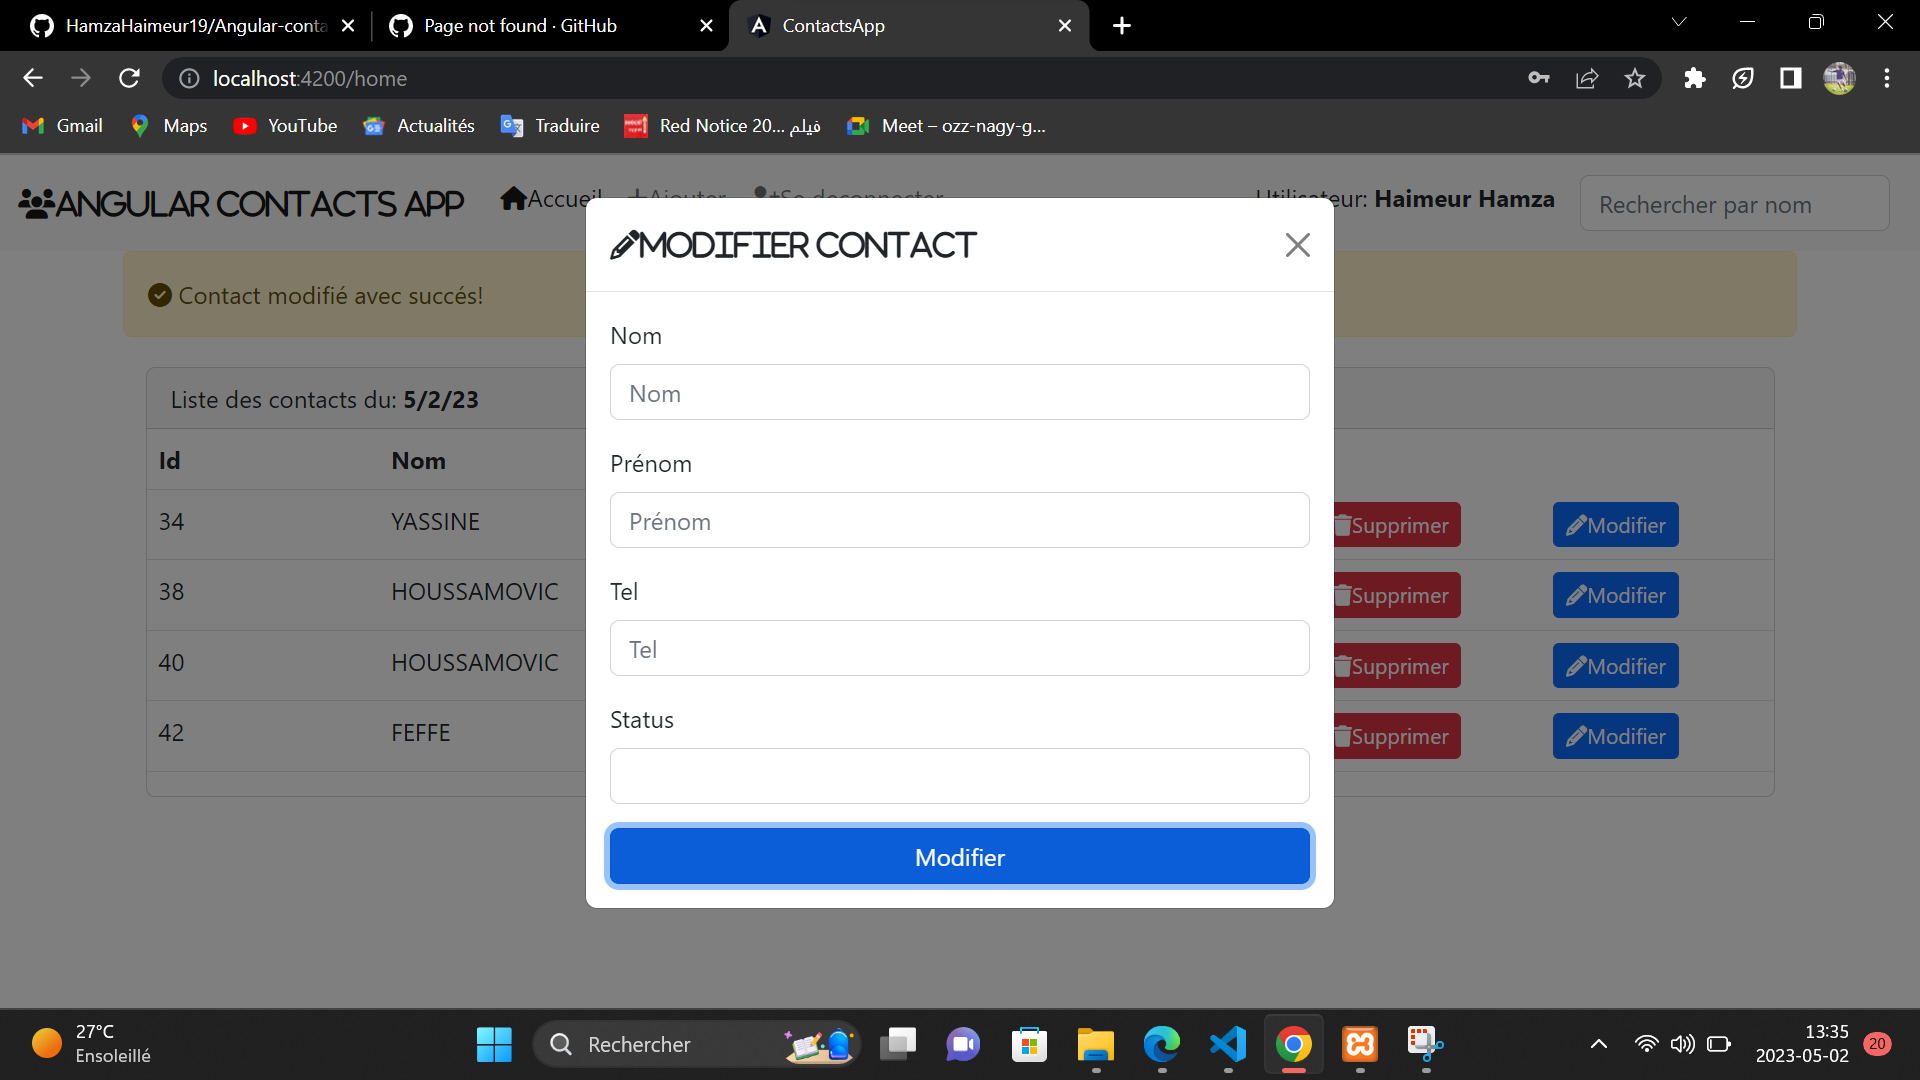 HamzaHaimeur19/Angular-conta
Page not found · GitHub
ContactsApp
localhost:4200/home
Gmail
Maps
YouTube
Actualités
Traduire
Red Notice 20... فيلم
Meet – ozz-nagy-g...
ANGULAR CONTACTS APP
Accueil
Ajouter
Se deconnecter
Utilisateur: Haimeur Hamza
Rechercher par nom
MODIFIER CONTACT
Contact modifié avec succés!
Nom
Nom
Prénom
Prénom
Tel
Tel
Status
Modifier
Liste des contacts du: 5/2/23
Id Nom
34 YASSINE Supprimer Modifier
38 HOUSSAMOVIC Supprimer Modifier
40 HOUSSAMOVIC Supprimer Modifier
42 FEFFE Supprimer Modifier
27°C
Ensoleillé
Rechercher
13:35
2023-05-02
20